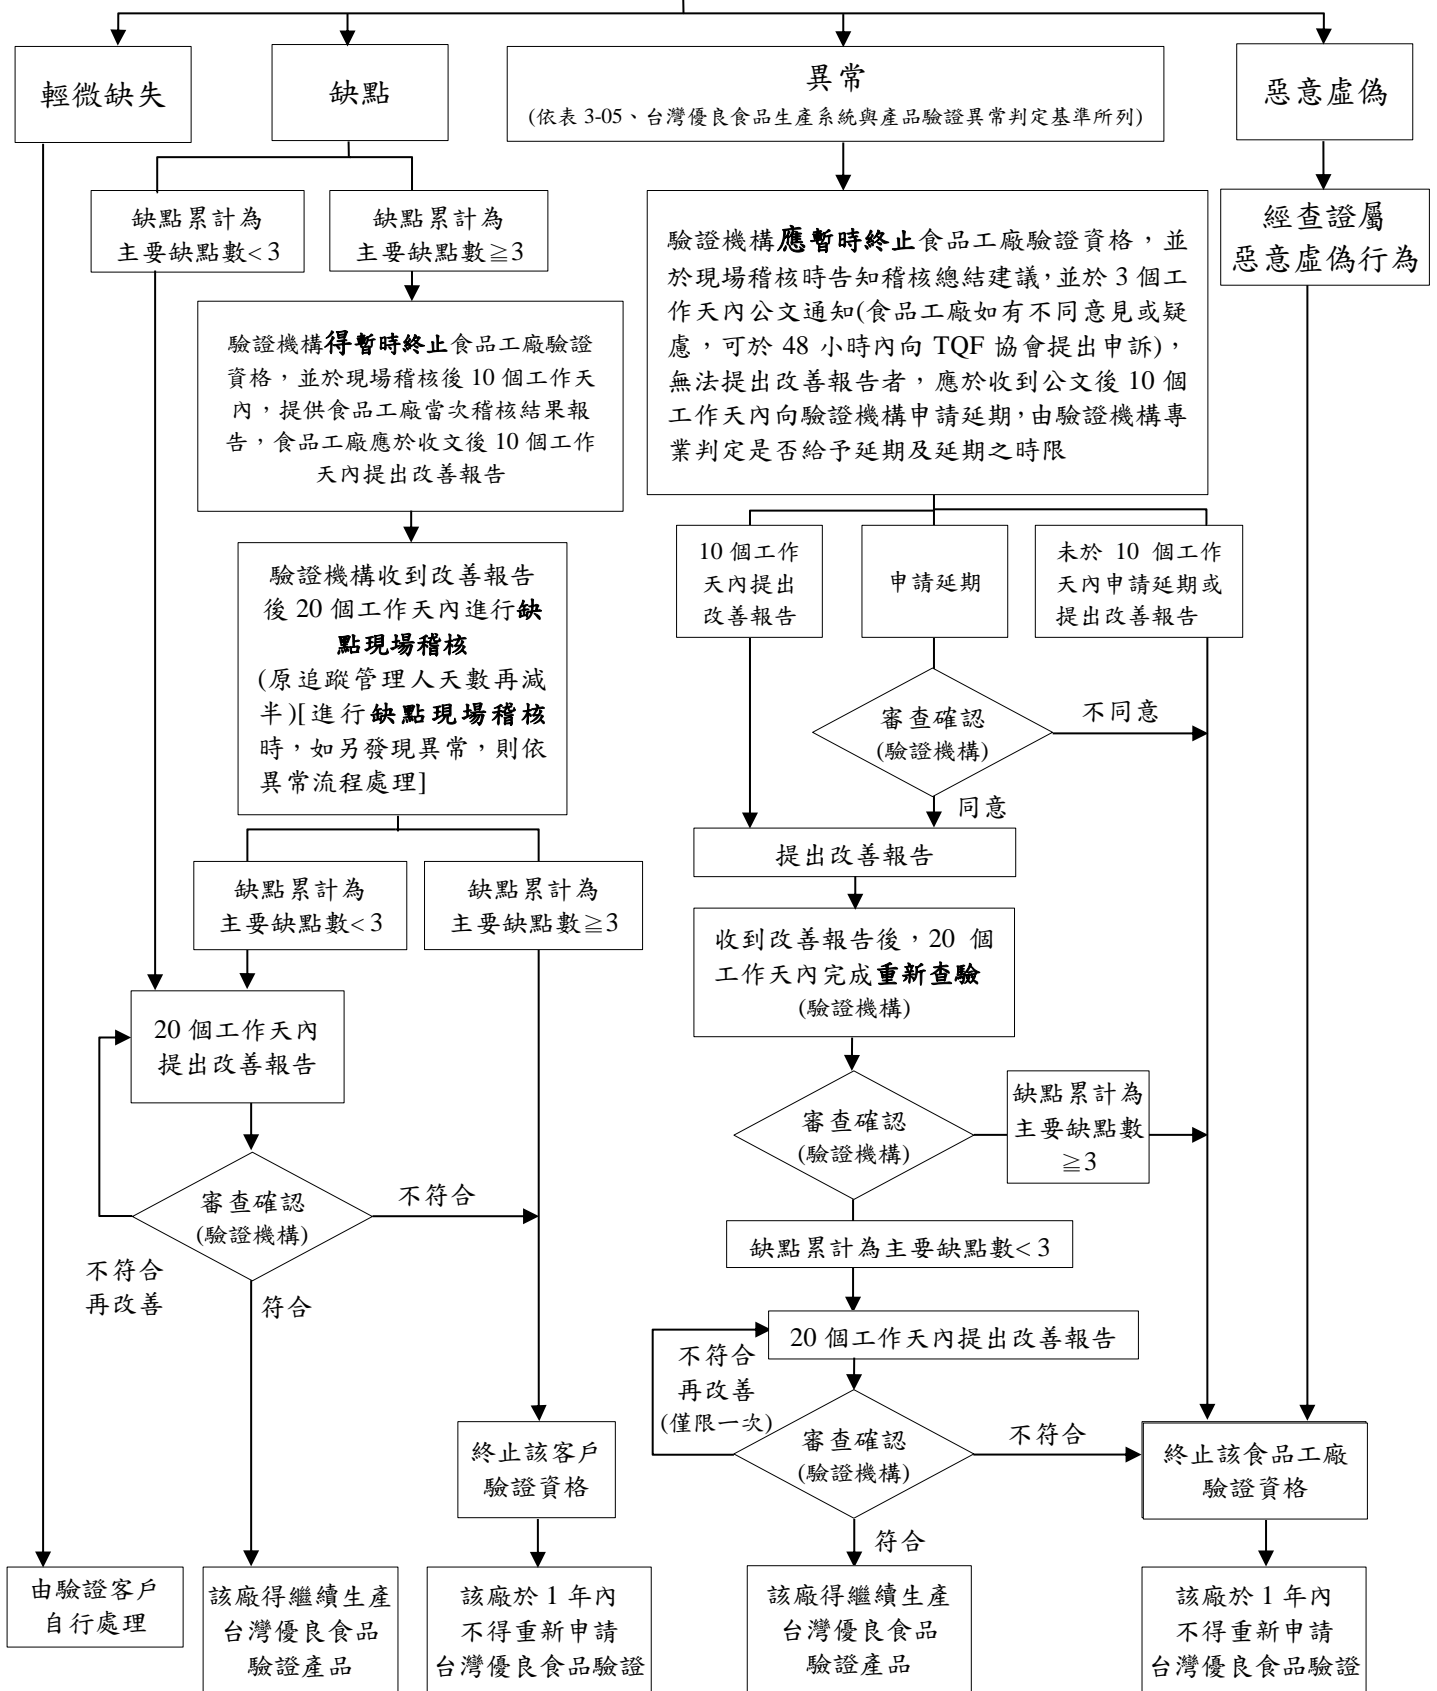 輕微缺失
缺點
異常
(依表 3-05、台灣優良食品生產系統與產品驗證異常判定基準所列)
惡意虛偽
缺點累計為
主要缺點數<3
缺點累計為
主要缺點數≧3
驗證機構應暫時終止食品工廠驗證資格，並
於現場稽核時告知稽核總結建議，並於 3 個工
作天內公文通知(食品工廠如有不同意見或疑
慮，可於 48 小時內向 TQF 協會提出申訴)，
無法提出改善報告者，應於收到公文後 10 個
工作天內向驗證機構申請延期，由驗證機構專
業判定是否給予延期及延期之時限
經查證屬
惡意虛偽行為
驗證機構得暫時終止食品工廠驗證
資格，並於現場稽核後 10 個工作天
內，提供食品工廠當次稽核結果報
告，食品工廠應於收文後 10 個工作
天內提出改善報告
10 個工作
天內提出
改善報告
申請延期
未於 10 個工作
天內申請延期或
提出改善報告
驗證機構收到改善報告
後 20 個工作天內進行缺
點現場稽核
(原追蹤管理人天數再減
半)[進行缺點現場稽核
時，如另發現異常，則依
異常流程處理]
審查確認
(驗證機構)
不同意
同意
提出改善報告
缺點累計為
主要缺點數<3
缺點累計為
主要缺點數≧3
收到改善報告後，20 個
工作天內完成重新查驗
(驗證機構)
20 個工作天內
提出改善報告
審查確認
(驗證機構)
缺點累計為
主要缺點數
≧3
審查確認
(驗證機構)
不符合
不符合
再改善
符合
缺點累計為主要缺點數<3
20 個工作天內提出改善報告
不符合
再改善
(僅限一次)
審查確認
(驗證機構)
不符合
符合
終止該客戶
驗證資格
終止該食品工廠
驗證資格
由驗證客戶
自行處理
該廠得繼續生產
台灣優良食品
驗證產品
該廠於 1 年內
不得重新申請
台灣優良食品驗證
該廠得繼續生產
台灣優良食品
驗證產品
該廠於 1 年內
不得重新申請
台灣優良食品驗證